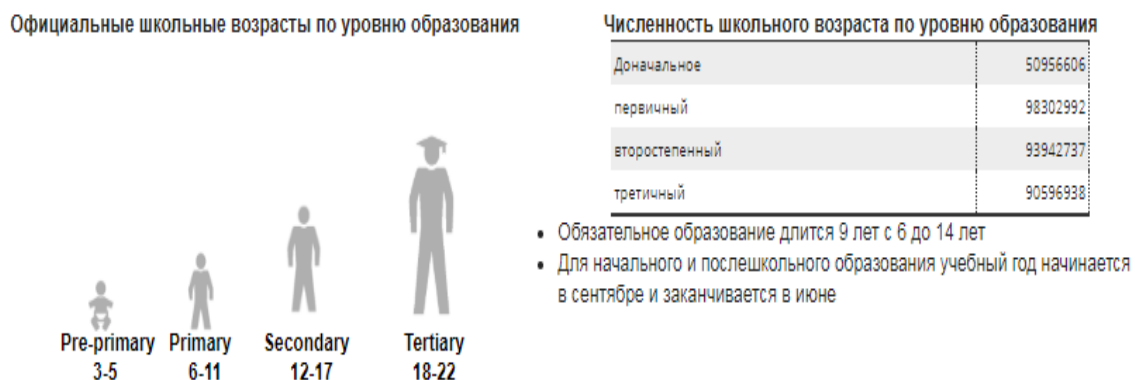 Официальные школьные возрасты по уровню образования
Pre-primary Primary Secondary Tertiary
3-5 6-11 12-17 18-22
Численность школьного возраста по уровню образования
Доначальное 50956606
первичный 98302992
второстепенный 93942737
третичный 90596938
• Обязательное образование длится 9 лет с 6 до 14 лет
• Для начального и послешкольного образования учебный год начинается
в сентябре и заканчивается в июне